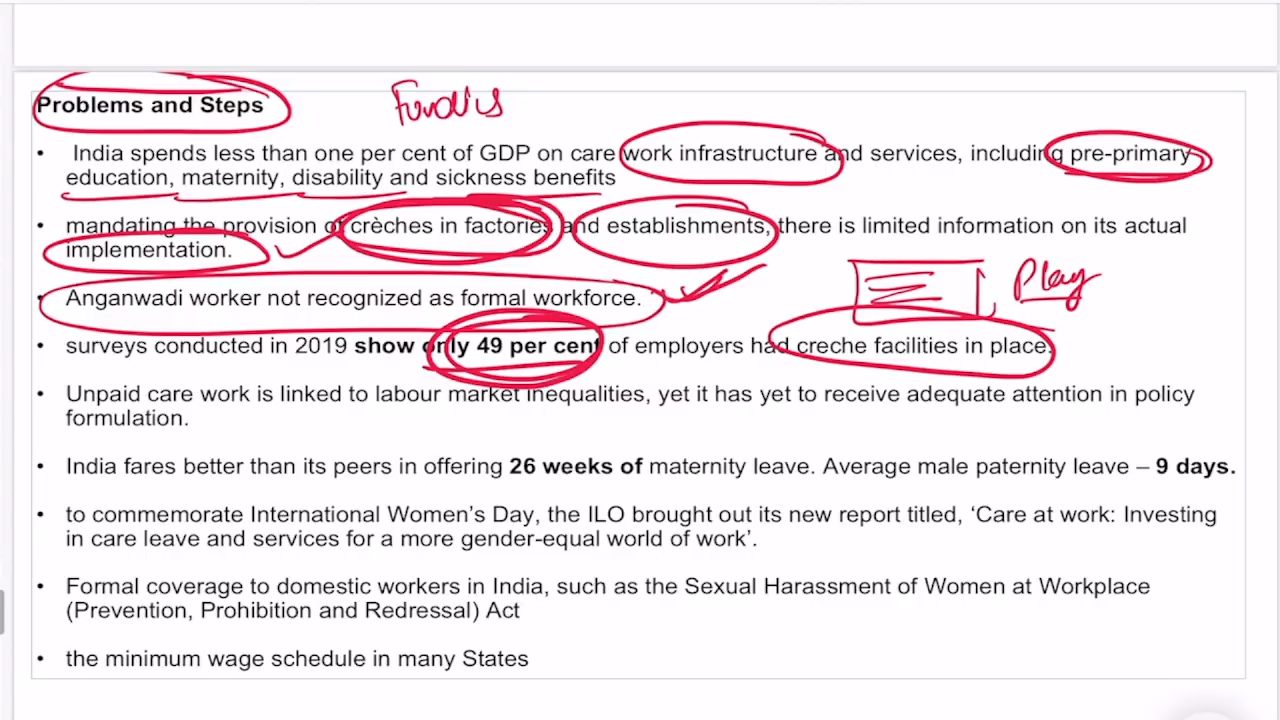 Problems and Steps
• India spends less than one per cent of GDP on care work infrastructure and services, including pre-primary
education, maternity, disability and sickness benefits
• mandating the provision of crèches in factories and establishments, there is limited information on its actual
implementation.
• Anganwadi worker not recognized as formal workforce.
Play
• surveys conducted in 2019 show only 49 per cent of employers had creche facilities in place.
• Unpaid care work is linked to labour market inequalities, yet it has yet to receive adequate attention in policy
formulation.
• India fares better than its peers in offering 26 weeks of maternity leave. Average male paternity leave – 9 days.
• to commemorate International Women’s Day, the ILO brought out its new report titled, ‘Care at work: Investing
in care leave and services for a more gender-equal world of work’.
• Formal coverage to domestic workers in India, such as the Sexual Harassment of Women at Workplace
(Prevention, Prohibition and Redressal) Act
• the minimum wage schedule in many States